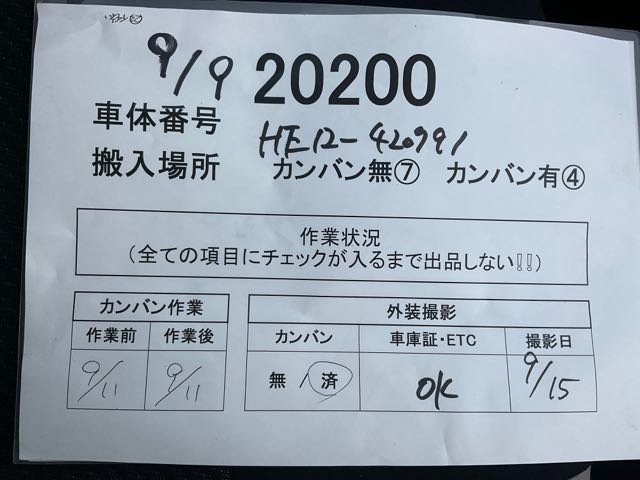 9/9 20200
車体番号 HE12-420991
搬入場所 カンバン無⑦ カンバン有④
作業状況
(全ての項目にチェックが入るまで出品しない!!)
カンバン作業 外装撮影
作業前 作業後 カンバン 車庫証・ETC 撮影日
9/11 9/11 無/済 OK 9/15